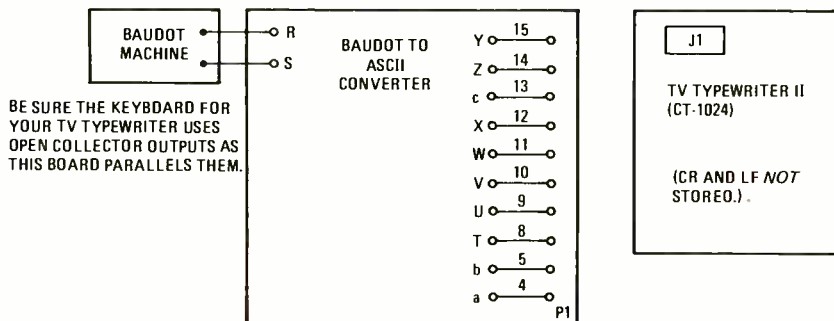 BAUDOT
MACHINE
R
S
BE SURE THE KEYBDARD FOR
YOUR TV TYPEWRITER USES
OPEN COLLECTOR OUTPUTS AS
THIS BOARD PARALLELS THEM.
BAUDOT TO
ASCII
CONVERTER
Y 15
Z 14
c 13
X 12
W 11
V 10
U 9
T 8
b 5
a 4
P1
J1
TV TYPEWRITER II
(CT-1024)
(CR AND LF NOT
STOREO.)